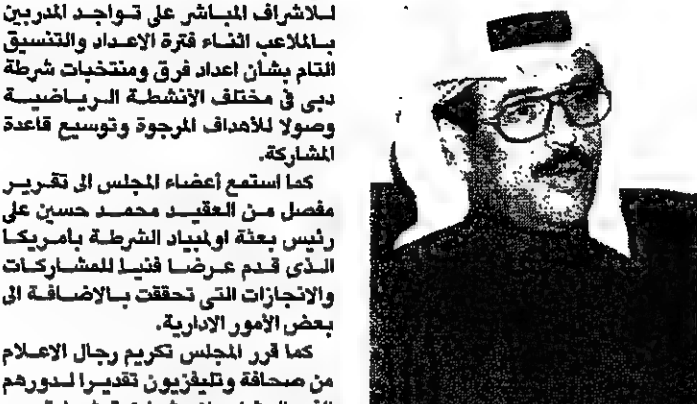 للاشراف المباشر على تواجد المدربين
بالملاعب اثناء فترة الاعداد والتنسيق
التام بشأن اعداد فرق ومنتخبات شرطة
دبى فى مختلف الأنشطة الرياضية
وصولا للأهداف المرجوة وتوسيع قاعدة
المشاركة.
كما استمع أعضاء المجلس الى تقرير
مفصل من العقيد محمد حسين على
رئيس بعثة اولمبياد الشرطة بامريكا
الذى قدم عرضا فنيا للمشاركات
والانجازات التى تحققت بالاضافة الى
بعض الأمور الادارية.
كما قرر المجلس تكريم رجال الاعلام
من صحافة وتليفزيون تقديرا لدورهم